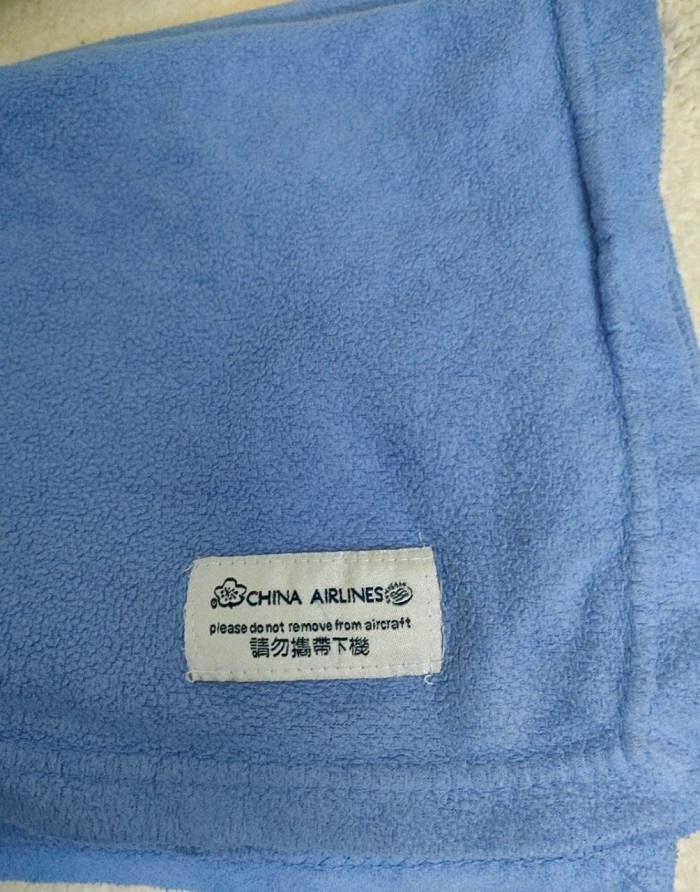 CHINA AIRLINES
please do not remove from aircraft
請勿攜帶下機